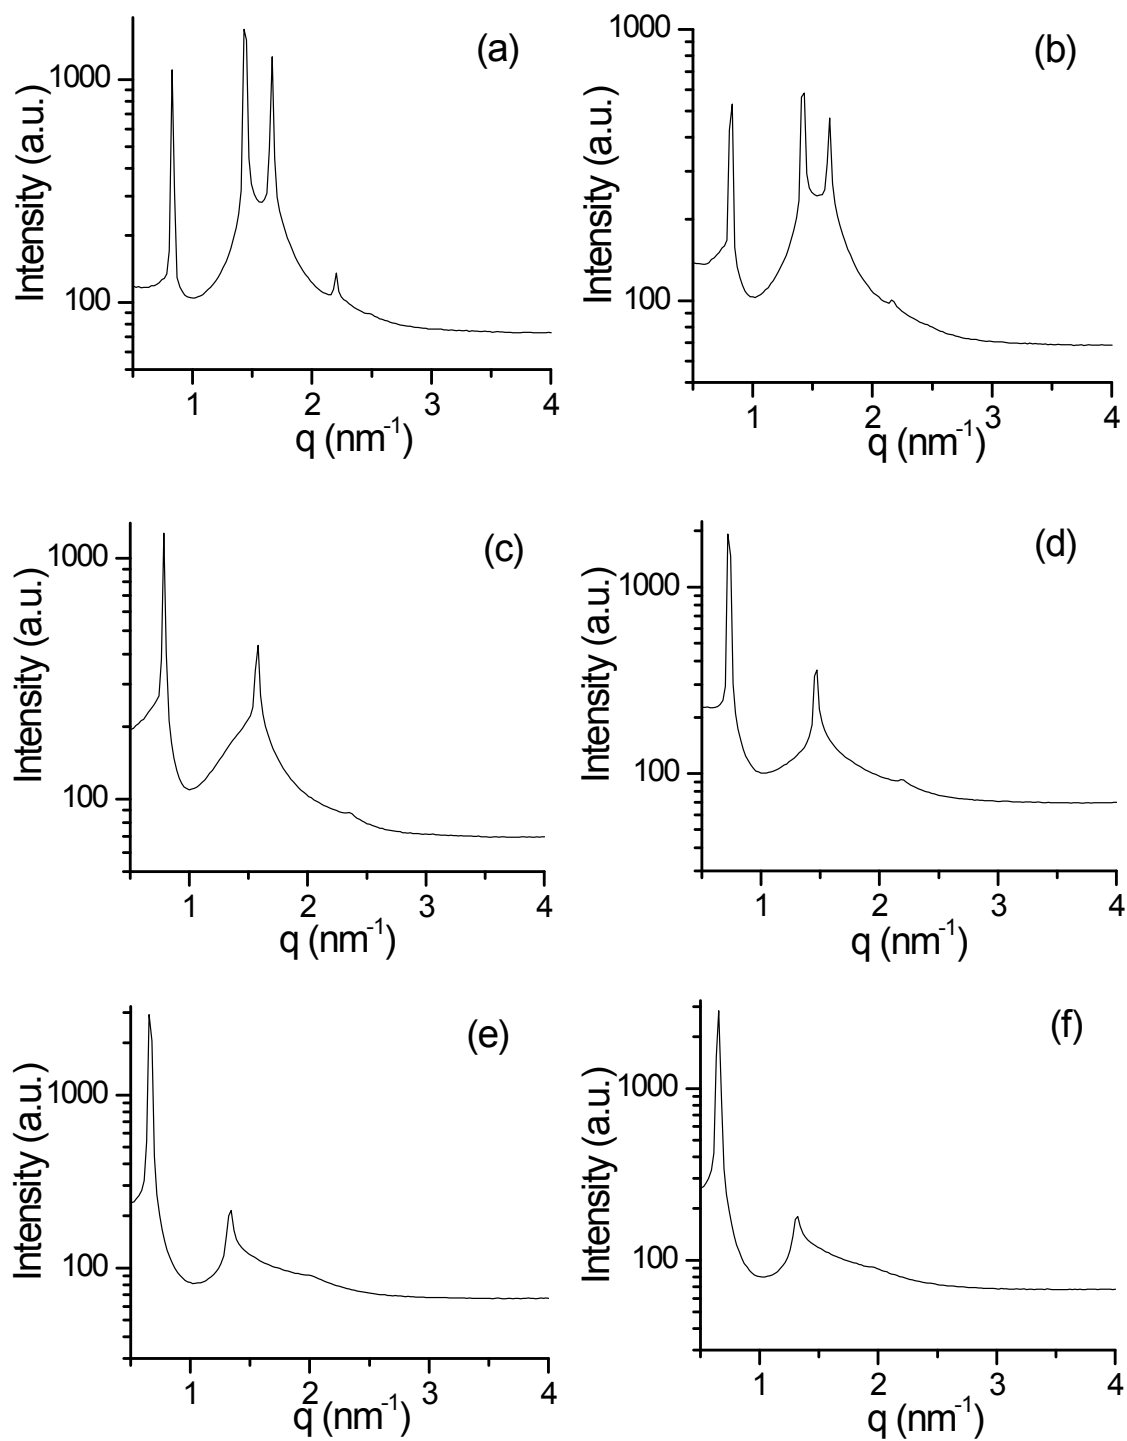 (a)
1000
100
Intensity (a.u.)
1 2 3 4
q (nm-1)
(b)
1000
100
Intensity (a.u.)
1 2 3 4
q (nm-1)
(c)
1000
100
Intensity (a.u.)
1 2 3 4
q (nm-1)
(d)
1000
100
Intensity (a.u.)
1 2 3 4
q (nm-1)
(e)
1000
100
Intensity (a.u.)
1 2 3 4
q (nm-1)
(f)
1000
100
Intensity (a.u.)
1 2 3 4
q (nm-1)